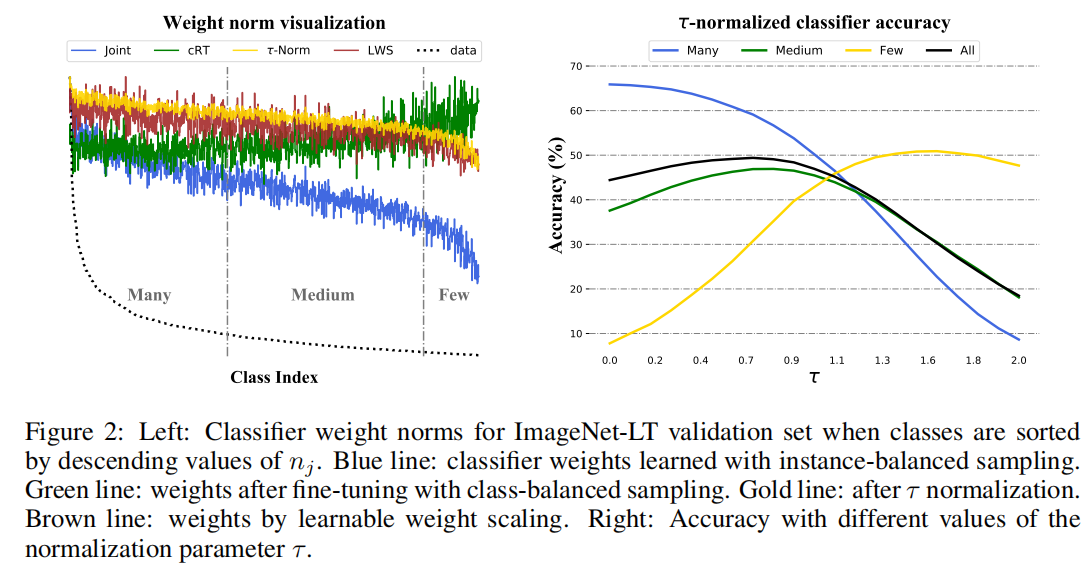 Weight norm visualization
Joint cRT τ-Norm LWS data
Many Medium Few
Class Index
τ-normalized classifier accuracy
Many Medium Few All
70
60
50
40
30
20
10
Accuracy (%)
0.0 0.2 0.4 0.7 0.9 1.1 1.3 1.6 1.8 2.0
τ
Figure 2: Left: Classifier weight norms for ImageNet-LT validation set when classes are sorted
by descending values of nⱼ. Blue line: classifier weights learned with instance-balanced sampling.
Green line: weights after fine-tuning with class-balanced sampling. Gold line: after τ normalization.
Brown line: weights by learnable weight scaling. Right: Accuracy with different values of the
normalization parameter τ.